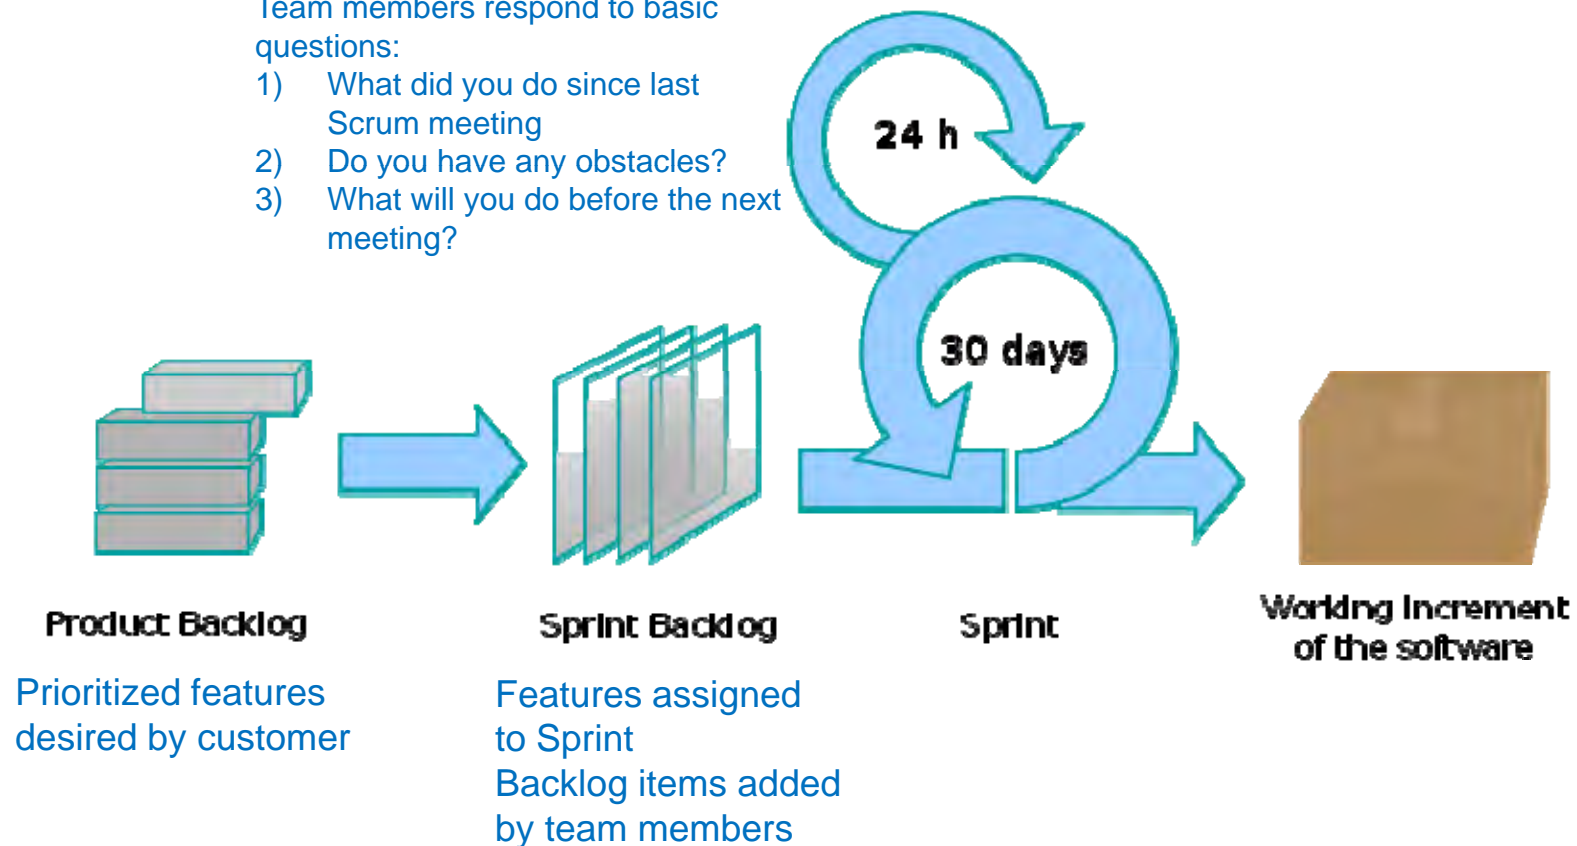 Team members respond to basic
questions:
1) What did you do since last
Scrum meeting
2) Do you have any obstacles?
3) What will you do before the next
meeting?
24 h
30 days
Product Backlog
Sprint Backlog
Sprint
Working Increment
of the software
Prioritized features
desired by customer
Features assigned
to Sprint
Backlog items added
by team members